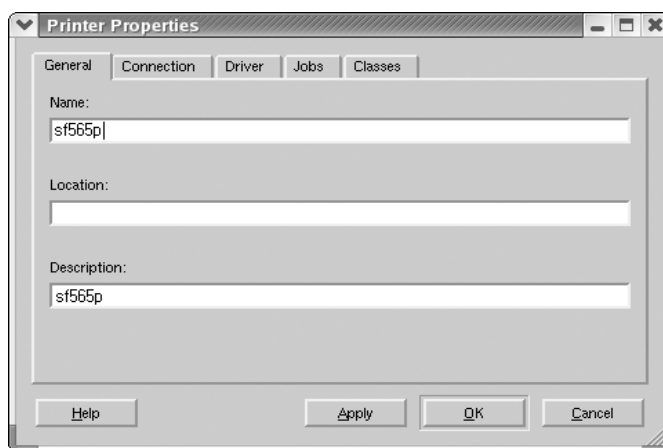 Printer Properties
General Connection Driver Jobs Classes
Name:
sf565p
Location:
Description:
sf565p
Help Apply OK Cancel